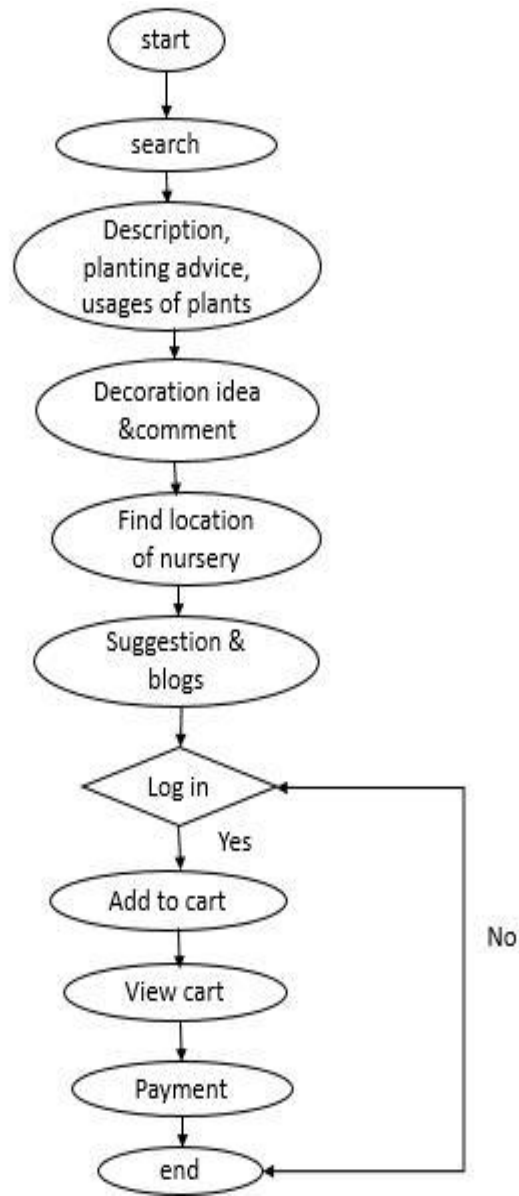 start
search
Description,
planting advice,
usages of plants
Decoration idea
&comment
Find location
of nursery
Suggestion &
blogs
Log in
Yes
Add to cart
No
View cart
Payment
end